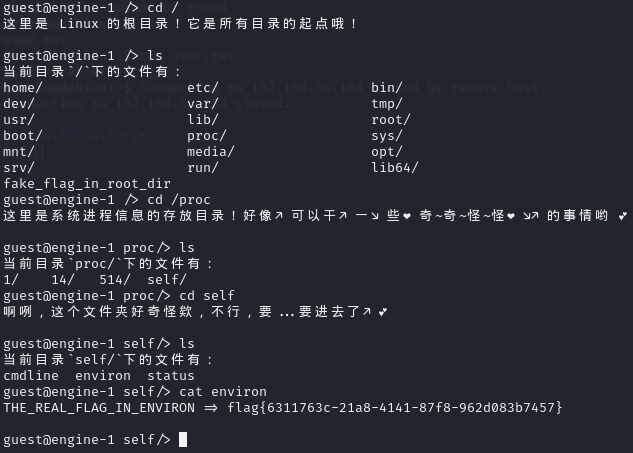 guest@engine-1 /> cd /
这里是 Linux 的根目录！它是所有目录的起点哦！
guest@engine-1 /> ls
当前目录`/`下的文件有：
home/ etc/ bin/
dev/ var/ tmp/
usr/ lib/ root/
boot/ proc/ sys/
mnt/ media/ opt/
srv/ run/ lib64/
fake_flag_in_root_dir
guest@engine-1 /> cd /proc
这里是系统进程信息的存放目录！好像↗ 可以干↗ 一↘ 些❤ 奇~奇~怪~怪❤ ↘↗ 的事情哟 💕
guest@engine-1 proc/> ls
当前目录`proc/`下的文件有：
1/ 14/ 514/ self/
guest@engine-1 proc/> cd self
啊咧，这个文件夹好奇怪欸，不行，要...要进去了↗ 💕
guest@engine-1 self/> ls
当前目录`self/`下的文件有：
cmdline environ status
guest@engine-1 self/> cat environ
THE_REAL_FLAG_IN_ENVIRON => flag{6311763c-21a8-4141-87f8-962d083b7457}
guest@engine-1 self/>